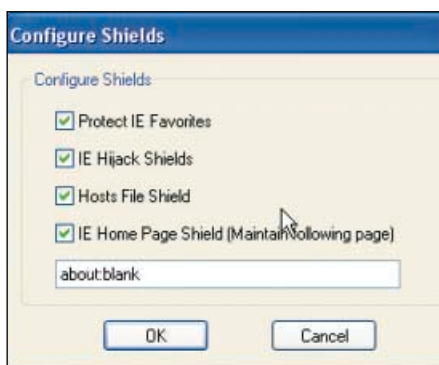 Configure Shields
Configure Shields
Protect IE Favorites
IE Hijack Shields
Hosts File Shield
IE Home Page Shield (Maintain following page)
about:blank
OK
Cancel